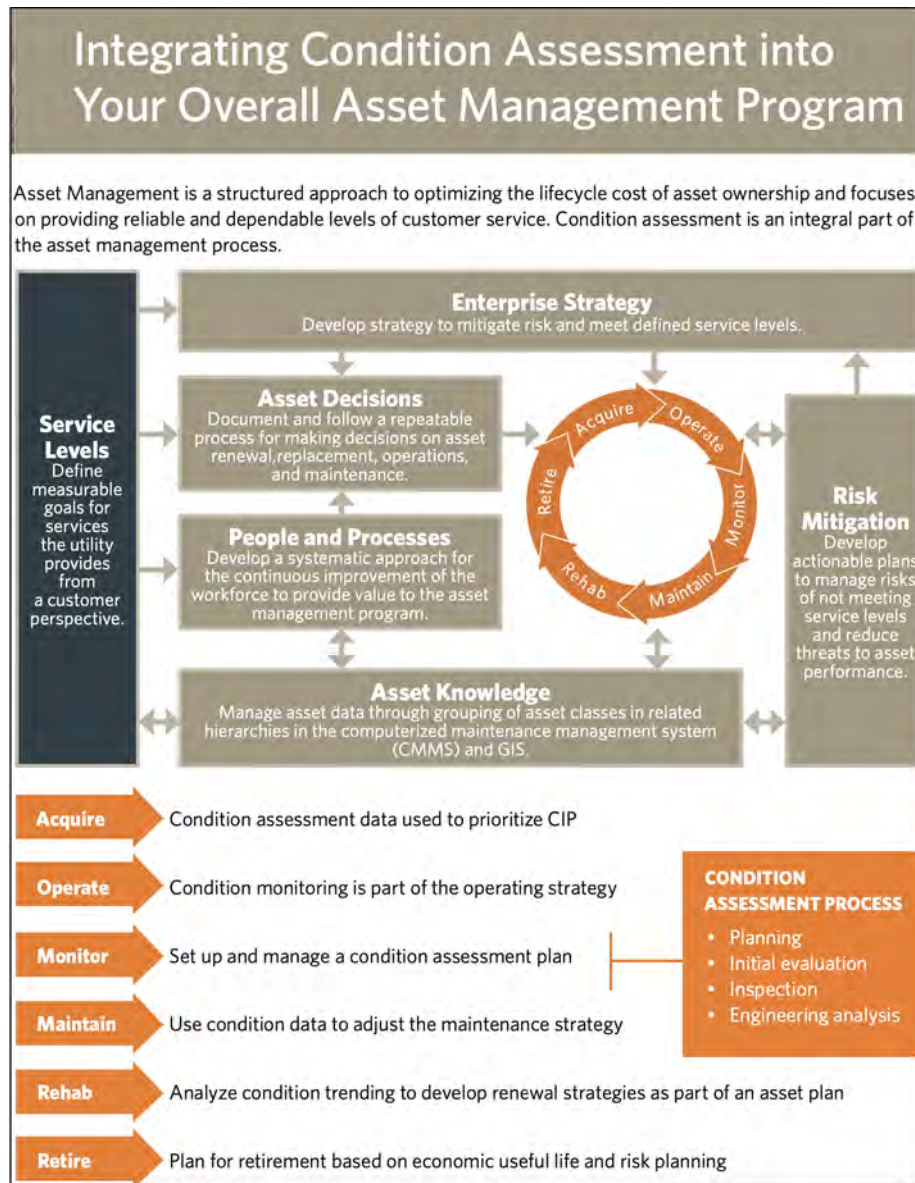 Integrating Condition Assessment into
Your Overall Asset Management Program
Asset Management is a structured approach to optimizing the lifecycle cost of asset ownership and focuses
on providing reliable and dependable levels of customer service. Condition assessment is an integral part of
the asset management process.
Service
Levels
Define
measurable
goals for
services
the utility
provides
from
a customer
perspective.
Enterprise Strategy
Develop strategy to mitigate risk and meet defined service levels.
Asset Decisions
Document and follow a repeatable
process for making decisions on asset
renewal,replacement, operations,
and maintenance.
People and Processes
Develop a systematic approach for
the continuous improvement of the
workforce to provide value to the asset
management program.
Acquire
Operate
Monitor
Maintain
Rehab
Retire
Risk
Mitigation
Develop
actionable plans
to manage risks
of not meeting
service levels
and reduce
threats to asset
performance.
Asset Knowledge
Manage asset data through grouping of asset classes in related
hierarchies in the computerized maintenance management system
(CMMS) and GIS.
Acquire Condition assessment data used to prioritize CIP
Operate Condition monitoring is part of the operating strategy
Monitor Set up and manage a condition assessment plan
Maintain Use condition data to adjust the maintenance strategy
Rehab Analyze condition trending to develop renewal strategies as part of an asset plan
Retire Plan for retirement based on economic useful life and risk planning
CONDITION
ASSESSMENT PROCESS
• Planning
• Initial evaluation
• Inspection
• Engineering analysis